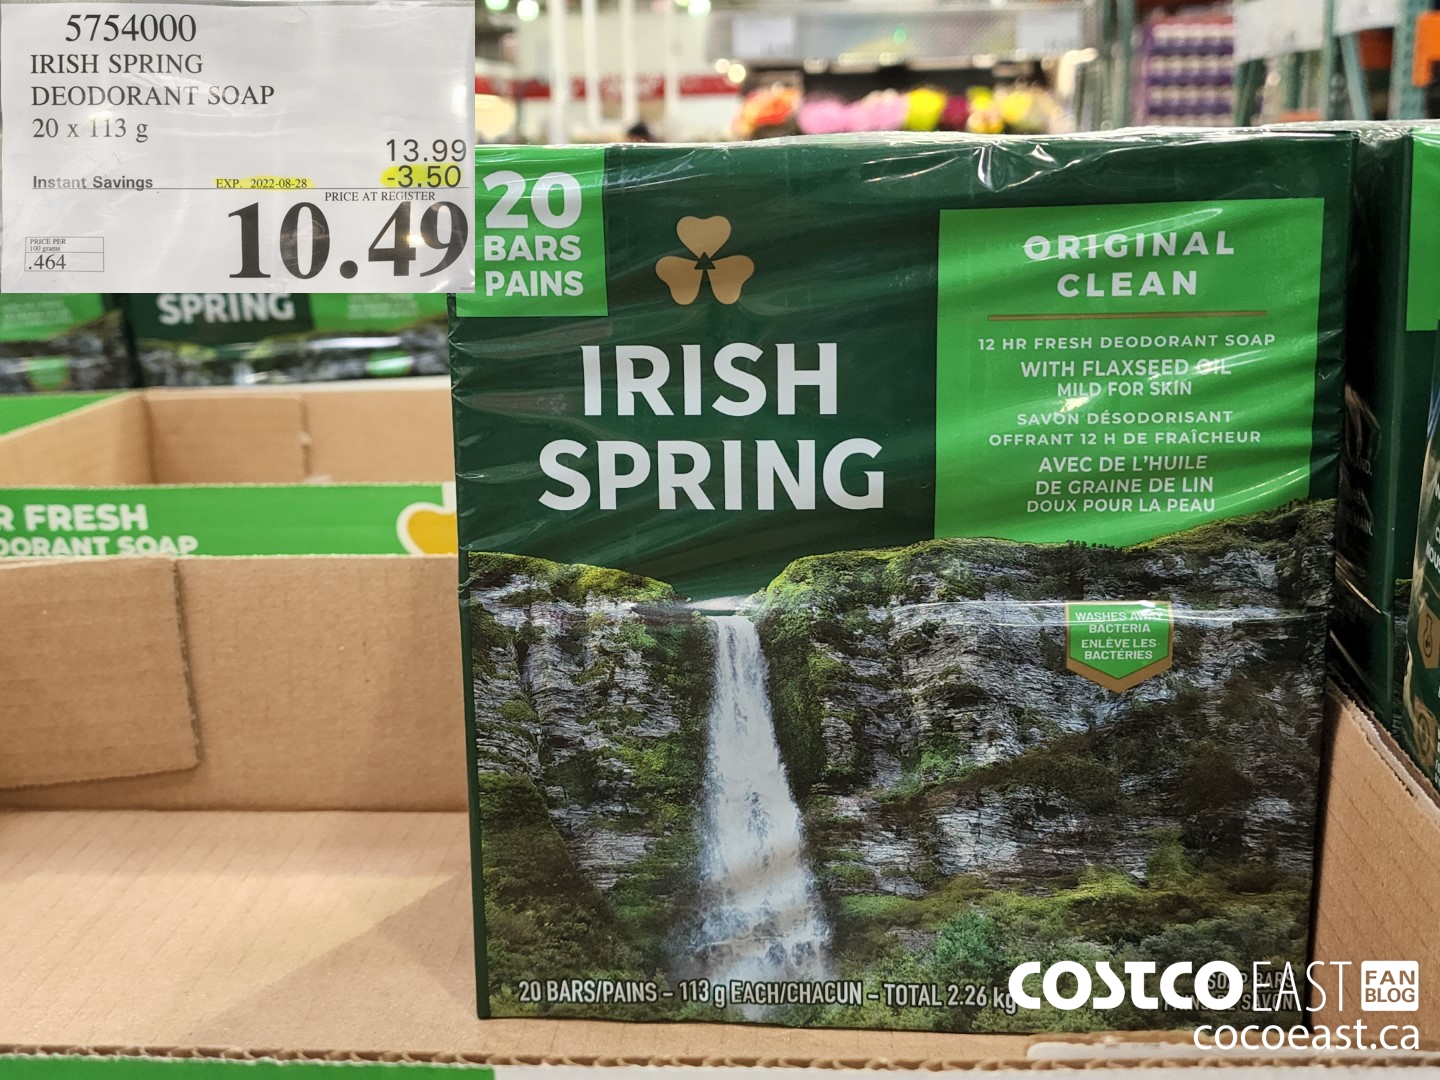 5754000
IRISH SPRING
DEODORANT SOAP
20 x 113 g
13.99
Instant Savings EXP. 2022-08-28 -3.50
PRICE AT REGISTER
10.49
PRICE PER
100 grams
.464
SPRING
R FRESH
DORANT SOAP
20
BARS
PAINS
IRISH
SPRING
ORIGINAL
CLEAN
12 HR FRESH DEODORANT SOAP
WITH FLAXSEED OIL
MILD FOR SKIN
SAVON DÉSODORISANT
OFFRANT 12 H DE FRAÎCHEUR
AVEC DE L'HUILE
DE GRAINE DE LIN
DOUX POUR LA PEAU
WASHES AWAY
BACTERIA
ENLÈVE LES
BACTÉRIES
20 BARS/PAINS – 113 g EACH/CHACUN – TOTAL 2.26 kg
COSTCO EAST FAN
BLOG
cocoeast.ca